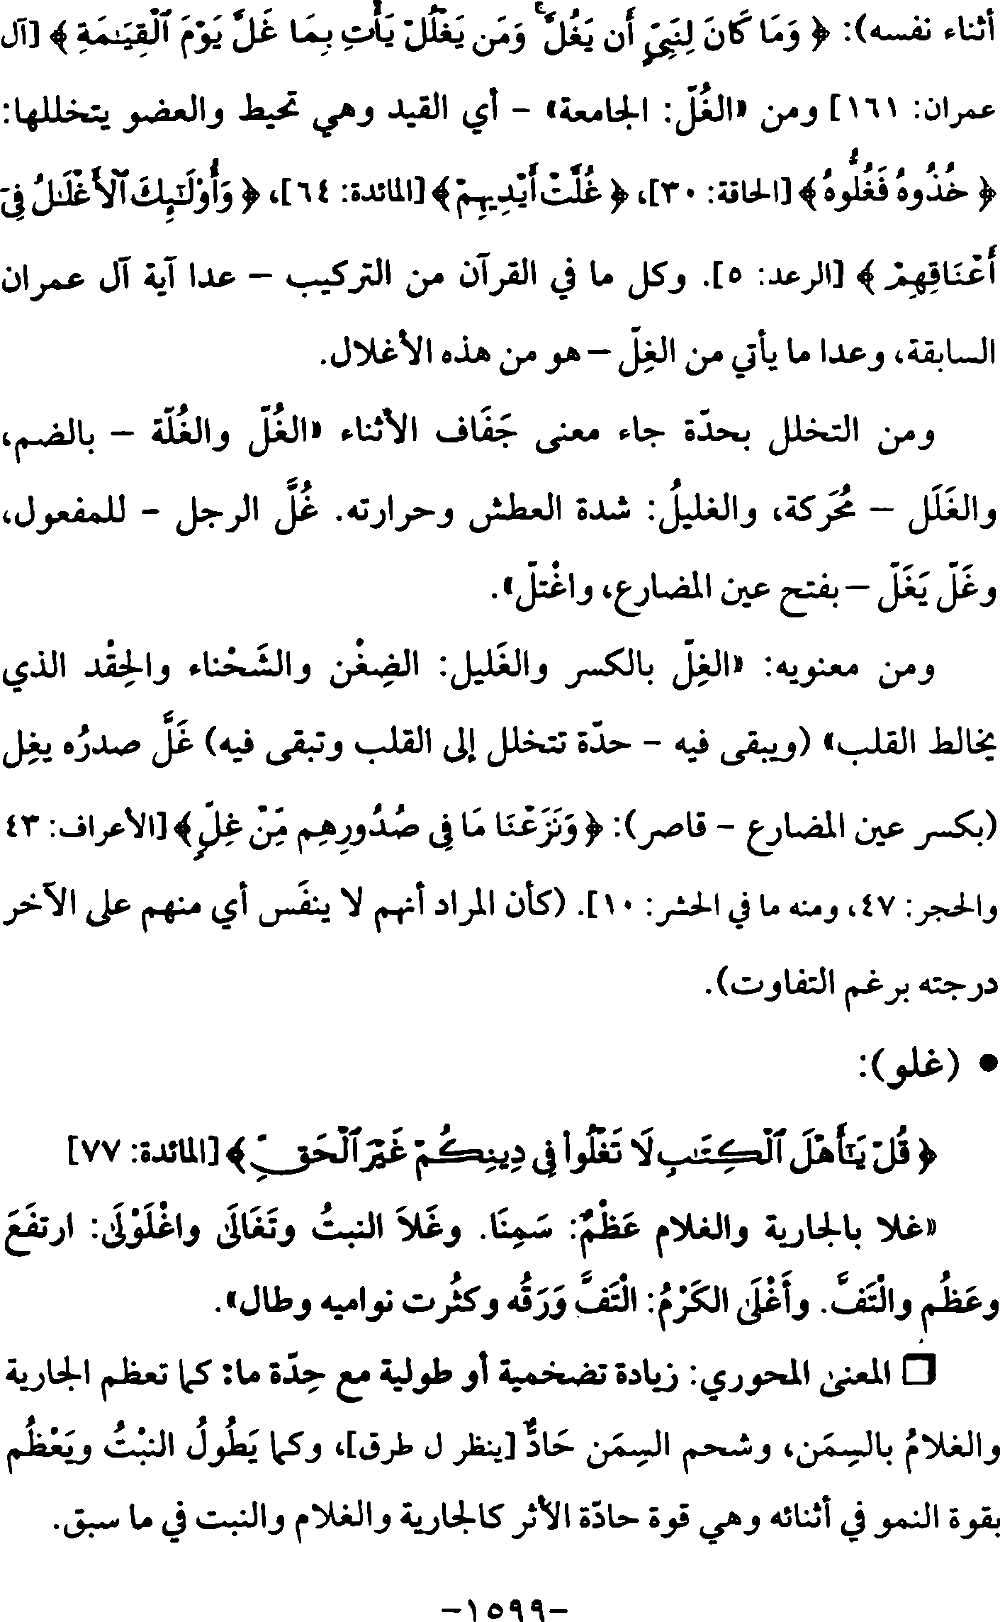 أثناء نفسه): ﴿ وَمَا كَانَ لِنَبِيٍّ أَن يَغُلَّ ۚ وَمَن يَغْلُلْ يَأْتِ بِمَا غَلَّ يَوْمَ ٱلْقِيَٰمَةِ ﴾ [آل
عمران: ١٦١] ومن «الغُلّ: الجامعة» - أي القيد وهي تحيط والعضو يتخللها:
﴿ خُذُوهُ فَغُلُّوهُ ﴾ [الحاقة: ٣٠]، ﴿ غُلَّتْ أَيْدِيهِمْ ﴾ [المائدة: ٦٤]، ﴿ وَأُوْلَٰٓئِكَ ٱلْأَغْلَٰلُ فِىٓ
أَعْنَاقِهِمْ ﴾ [الرعد: ٥]. وكل ما في القرآن من التركيب – عدا آية آل عمران
السابقة، وعدا ما يأتي من الغِلّ – هو من هذه الأغلال.
ومن التخلل بحدّة جاء معنى جَفَاف الأثناء «الغُلّ والغُلّة – بالضم،
والغَلَل – مُحَركة، والغليلُ: شدة العطش وحرارته. غُلَّ الرجل - للمفعول،
وغَلّ يَغَلّ – بفتح عين المضارع، واغْتلّ».
ومن معنويه: «الغِلّ بالكسر والغَليل: الضِغْن والشَحْناء والحِقْد الذي
يخالط القلب» (ويبقى فيه - حدّة تتخلل إلى القلب وتبقى فيه) غَلَّ صدرُه يغِل
(بكسر عين المضارع - قاصر): ﴿ وَنَزَعْنَا مَا فِى صُدُورِهِم مِّنْ غِلٍّ ﴾ [الأعراف: ٤٣
والحجر: ٤٧، ومنه ما في الحشر: ١٠]. (كأن المراد أنهم لا ينفَس أي منهم على الآخر
درجته برغم التفاوت).
● (غلو):
﴿ قُلْ يَٰٓأَهْلَ ٱلْكِتَٰبِ لَا تَغْلُوا۟ فِى دِينِكُمْ غَيْرَ ٱلْحَقِّ ﴾ [المائدة: ٧٧]
«غلا بالجارية والغلام عَظْمٌ: سَمِنَا. وغَلاَ النبتُ وتَغَالَىٰ واغْلَوْلَىٰ: ارتفَعَ
وعَظُم والْتَفَّ. وأَغْلَى الكَرْمُ: الْتَفَّ وَرَقُه وكثُرت نواميه وطال».
❒ المعنى المحوري: زيادة تضخمية أو طولية مع حِدّة ما: كما تعظم الجارية
والغلامُ بالسِمَن، وشحم السِمَن حَادٌّ [ينظر ل طرق]، وكما يَطُولُ النبْتُ ويَعْظُم
بقوة النمو في أثنائه وهي قوة حادّة الأثر كالجارية والغلام والنبت في ما سبق.
-١٥٩٩-